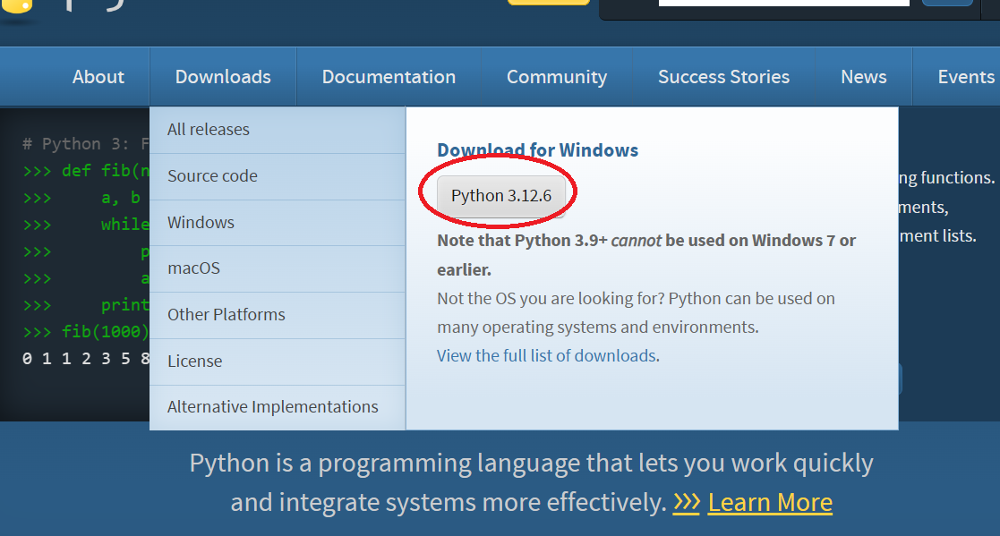 About Downloads Documentation Community Success Stories News Events
All releases
Source code
Windows
macOS
Other Platforms
License
Alternative Implementations
Download for Windows
Python 3.12.6
Note that Python 3.9+ cannot be used on Windows 7 or
earlier.
Not the OS you are looking for? Python can be used on
many operating systems and environments.
View the full list of downloads.
# Python 3: F
>>> def fib(n
>>> a, b
>>> while
>>> p
>>> a
>>> print
>>> fib(1000)
0 1 1 2 3 5 8
ng functions.
ments,
ment lists.
Python is a programming language that lets you work quickly
and integrate systems more effectively. >>> Learn More